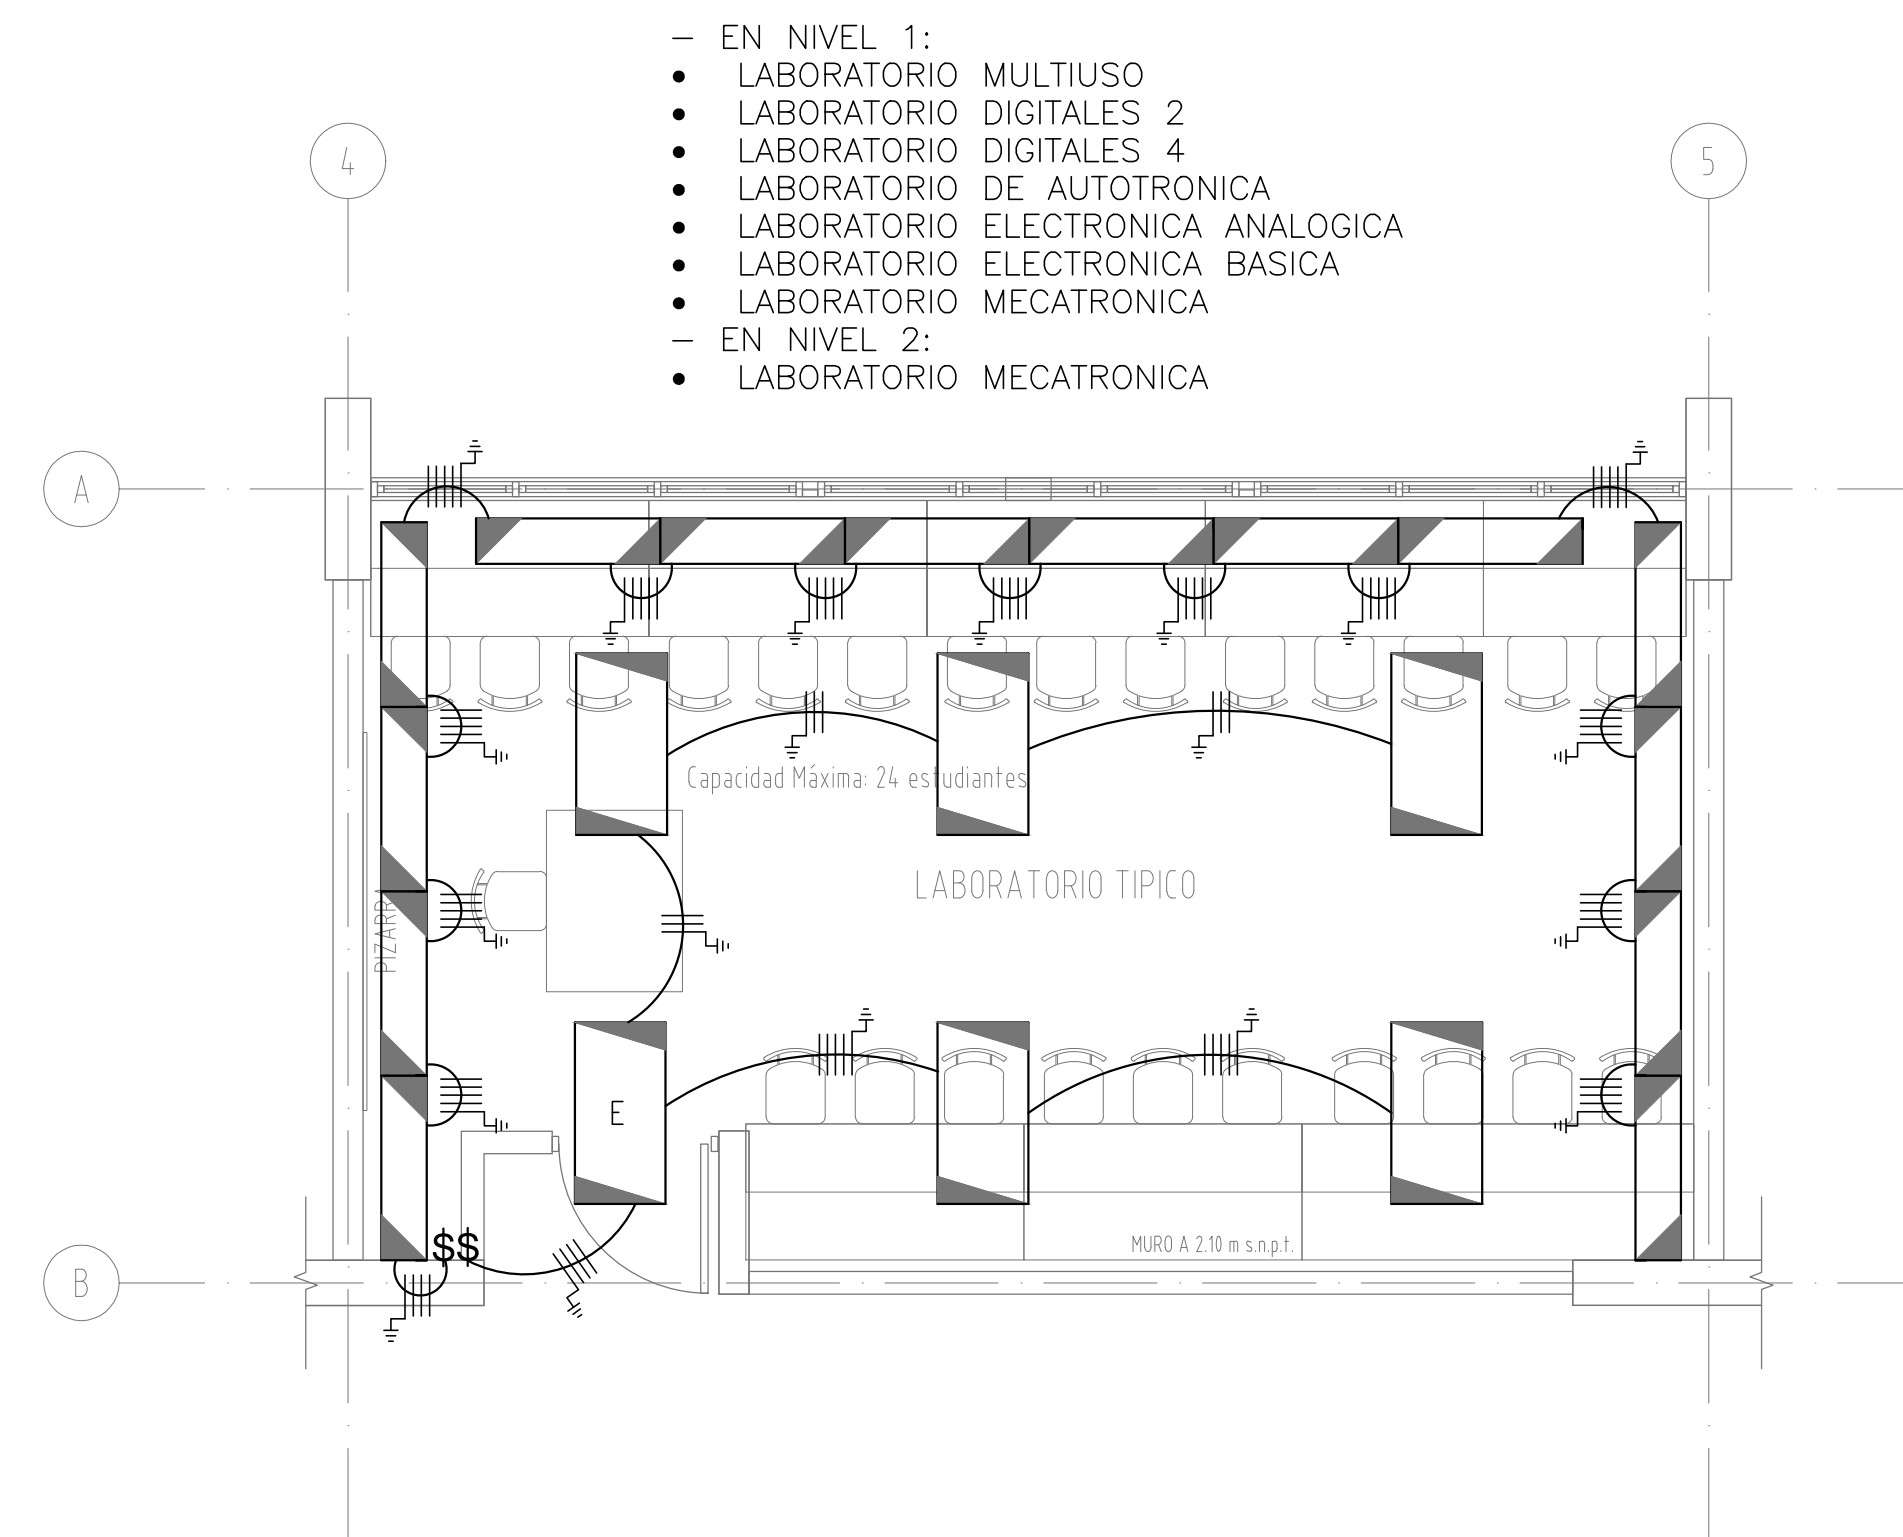 – EN NIVEL 1:
• LABORATORIO MULTIUSO
• LABORATORIO DIGITALES 2
• LABORATORIO DIGITALES 4
• LABORATORIO DE AUTOTRONICA
• LABORATORIO ELECTRONICA ANALOGICA
• LABORATORIO ELECTRONICA BASICA
• LABORATORIO MECATRONICA
– EN NIVEL 2:
• LABORATORIO MECATRONICA
4
5
A
Capacidad Máxima: 24 estudiantes
LABORATORIO TIPICO
PIZARRA
E
$$
MURO A 2.10 m s.n.p.t.
B